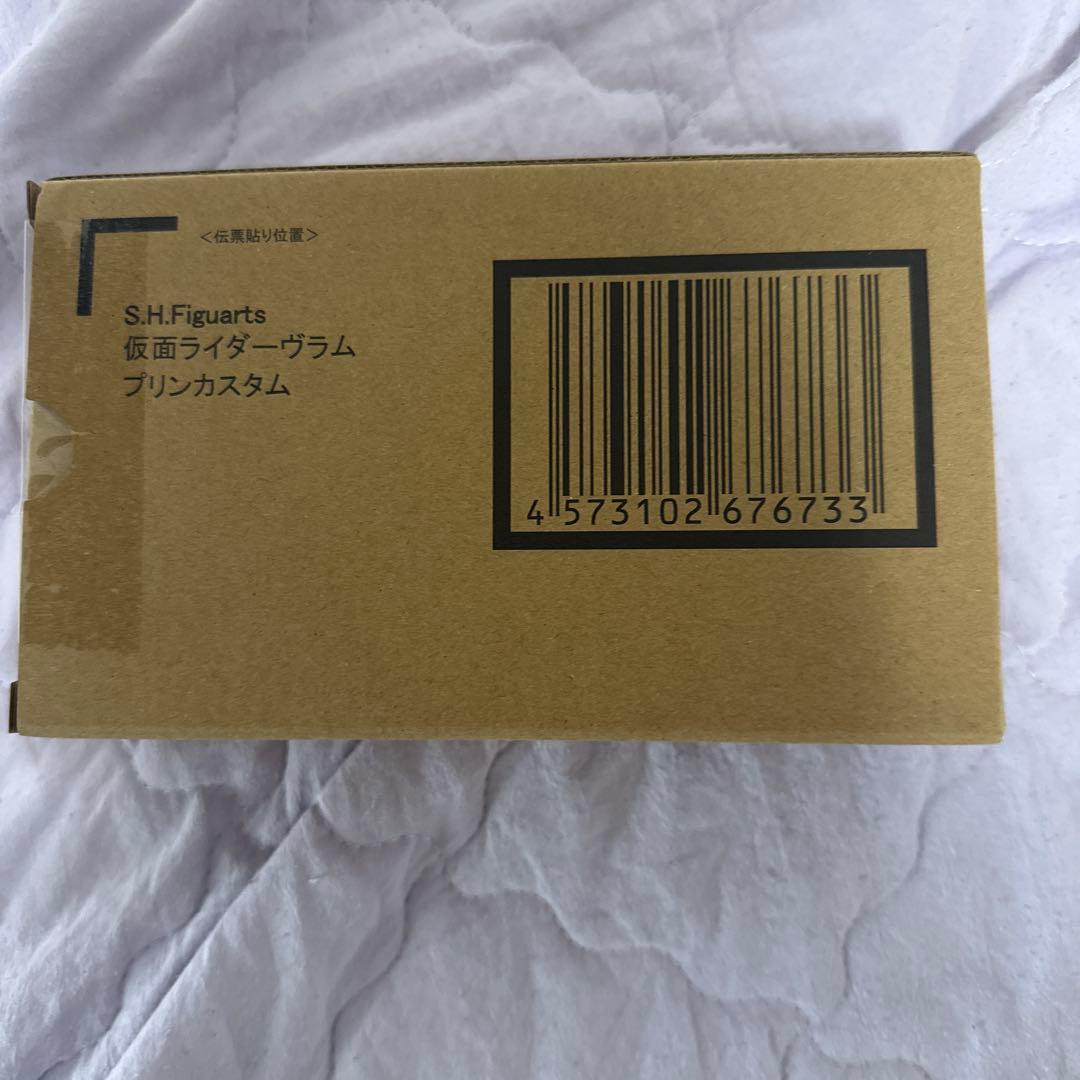 <伝票貼り位置>
S.H.Figuarts
仮面ライダーヴラム
プリンカスタム
4 573102 676733